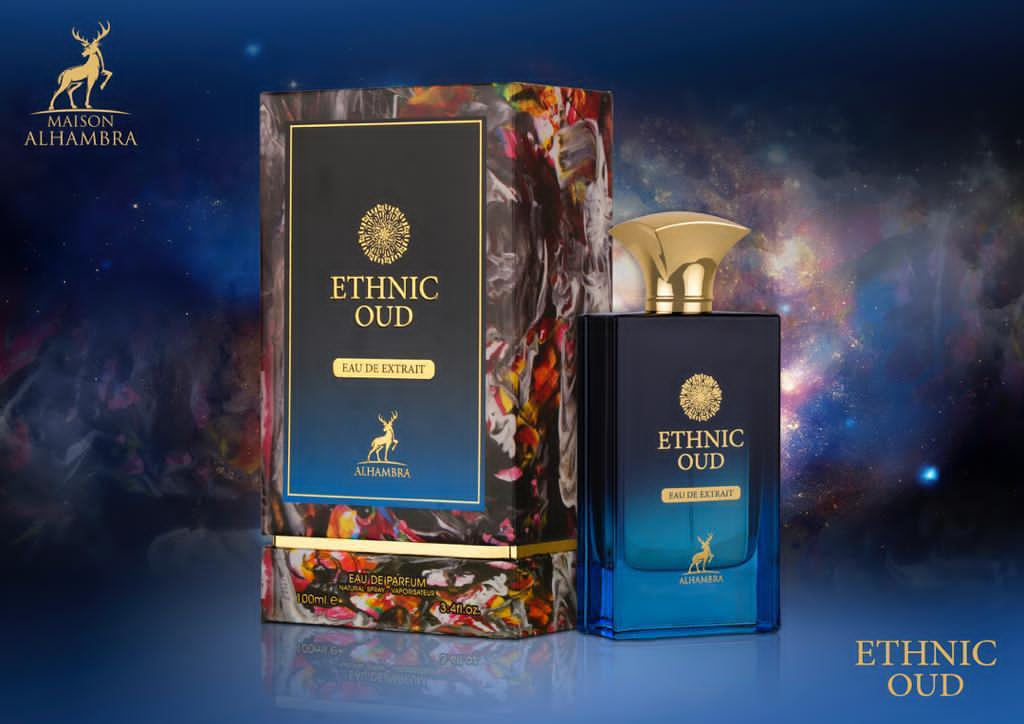 MAISON
ALHAMBRA
ETHNIC
OUD
EAU DE EXTRAIT
ALHAMBRA
EAU DE PARFUM
NATURAL SPRAY - VAPORISATEUR
100ml.e
3.4fl.oz.
ETHNIC
OUD
EAU DE EXTRAIT
ALHAMBRA
ETHNIC
OUD